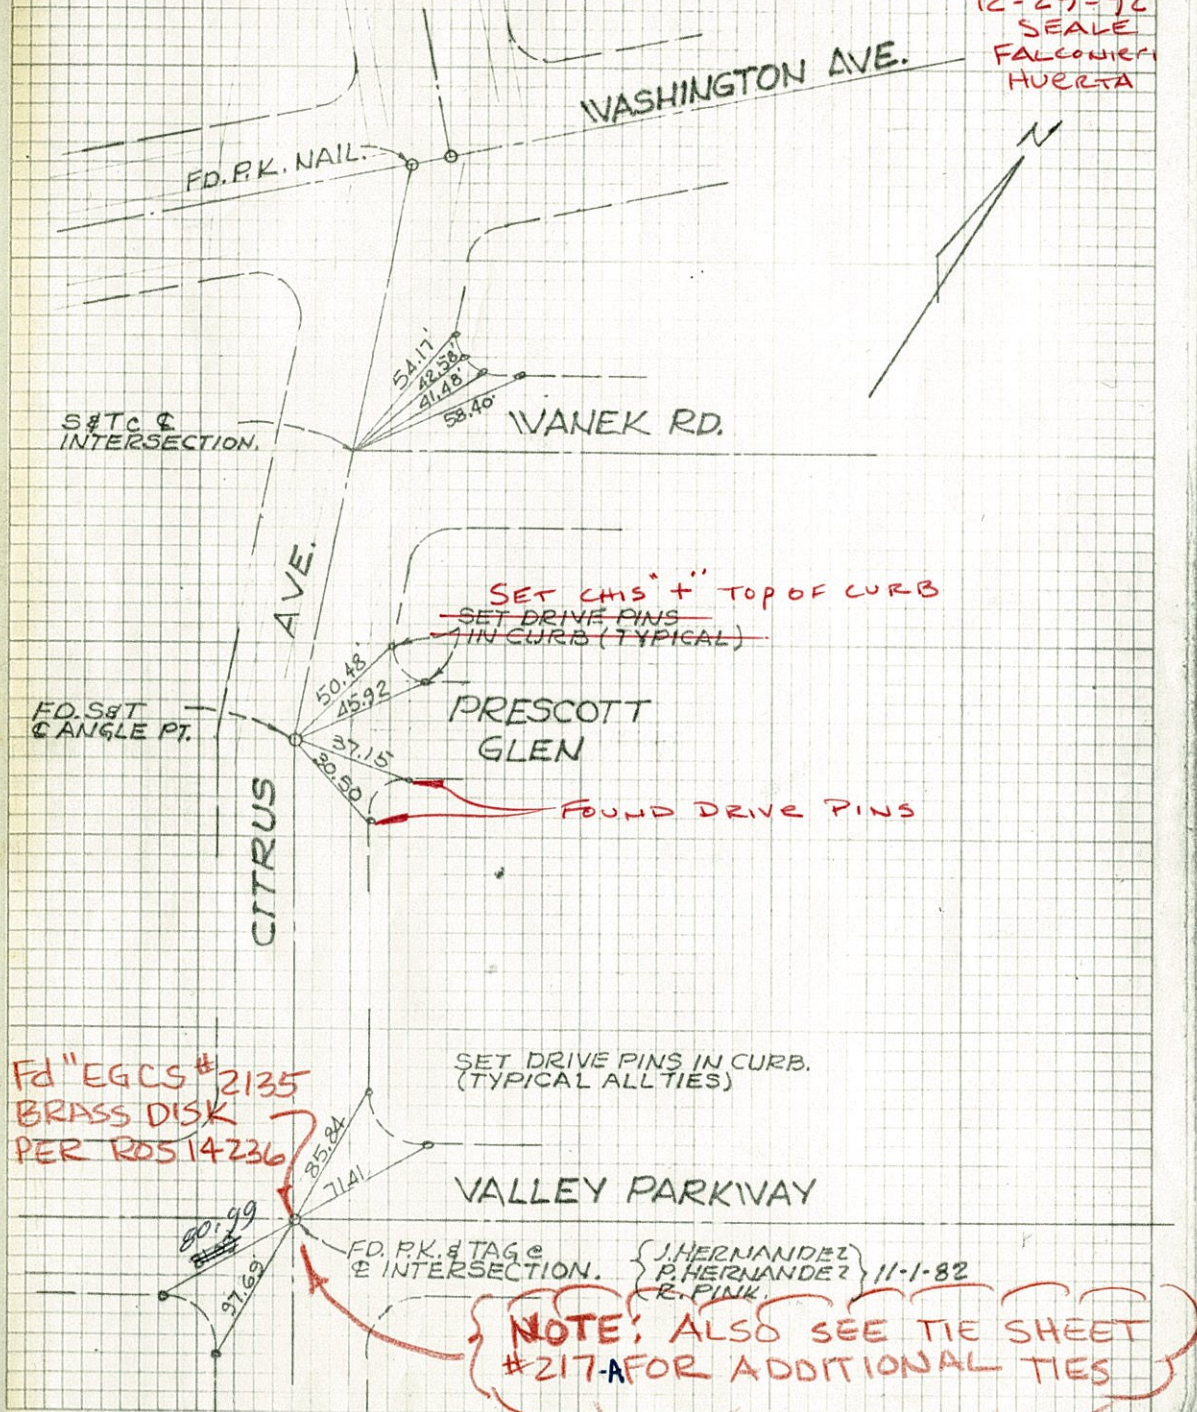 SEALE
FALCONIERI
HUERTA
WASHINGTON AVE.
FD. P.K. NAIL.
N
54.17'
42.58'
41.48'
58.40'
S&T @ ℄
INTERSECTION.
WANEK RD.
AVE.
SET CHIS "+" TOP OF CURB
SET DRIVE PINS
IN CURB (TYPICAL)
50.48'
45.92
FD. S&T
℄ ANGLE PT.
PRESCOTT
GLEN
37.15
30.50
FOUND DRIVE PINS
CITRUS
SET DRIVE PINS IN CURB.
(TYPICAL ALL TIES)
Fd "EGCS #2135
BRASS DISK
PER ROS 14236
85.84
71.41
VALLEY PARKWAY
80.99
97.69'
FD. P.K. & TAG @
℄ INTERSECTION.
J. HERNANDEZ
P. HERNANDEZ
R. PINK.
11-1-82
NOTE: ALSO SEE TIE SHEET
#217-A FOR ADDITIONAL TIES